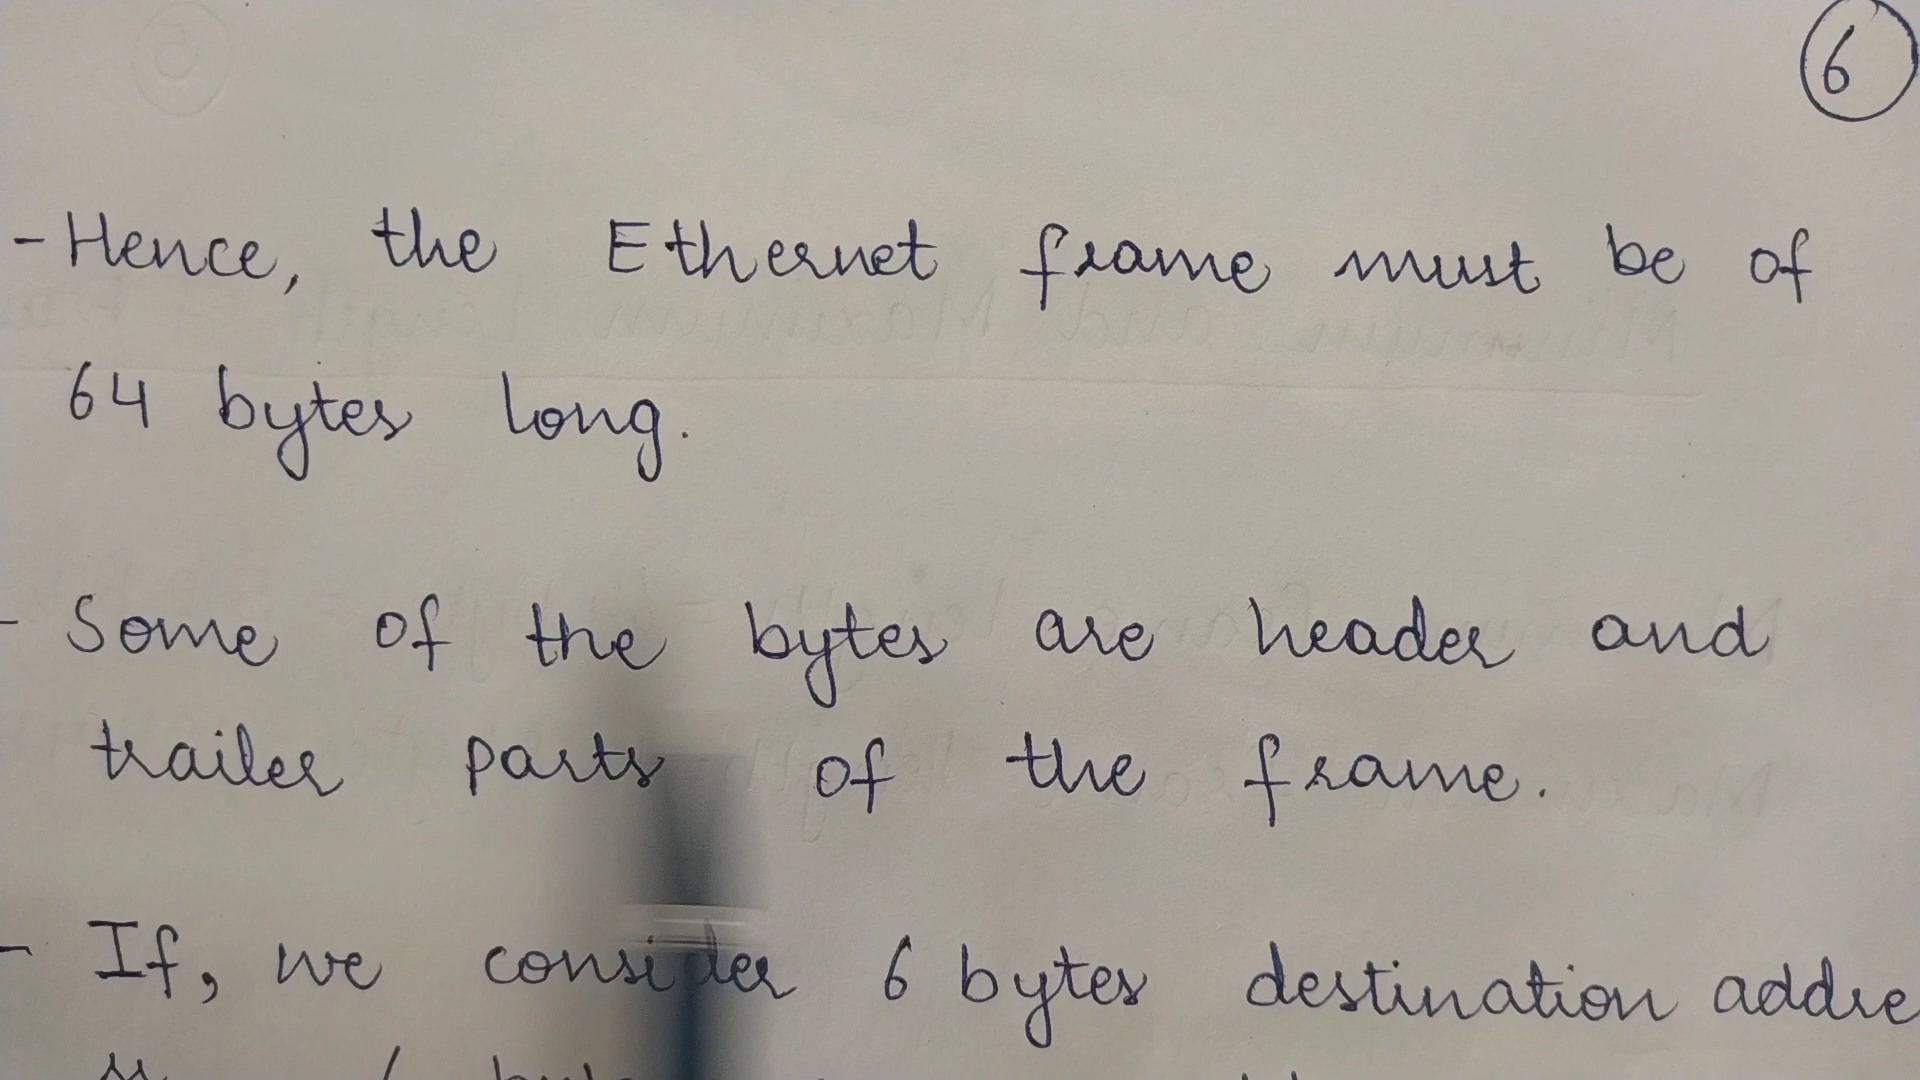 6
- Hence, the Ethernet frame must be of
64 bytes long.
- Some of the bytes are header and
trailer parts of the frame.
- If, we consider 6 bytes destination addre